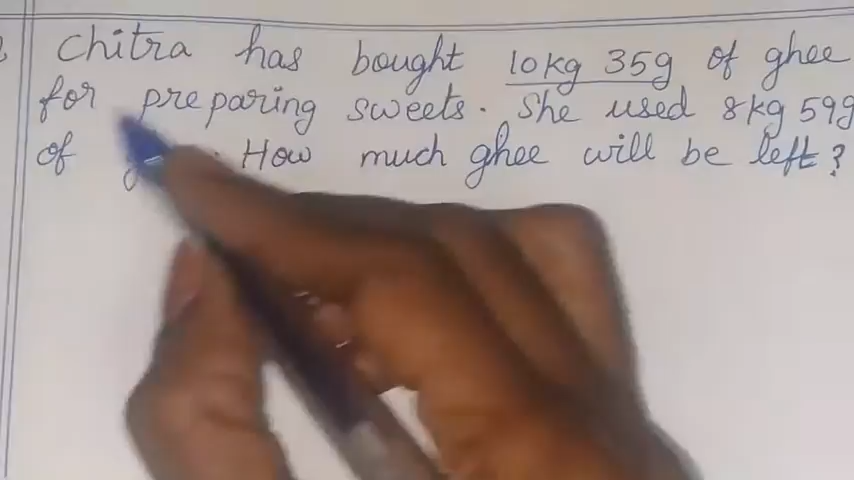 Chitra has bought 10kg 35g of ghee
for preparing sweets. She used 8kg 59g
of How much ghee will be left?